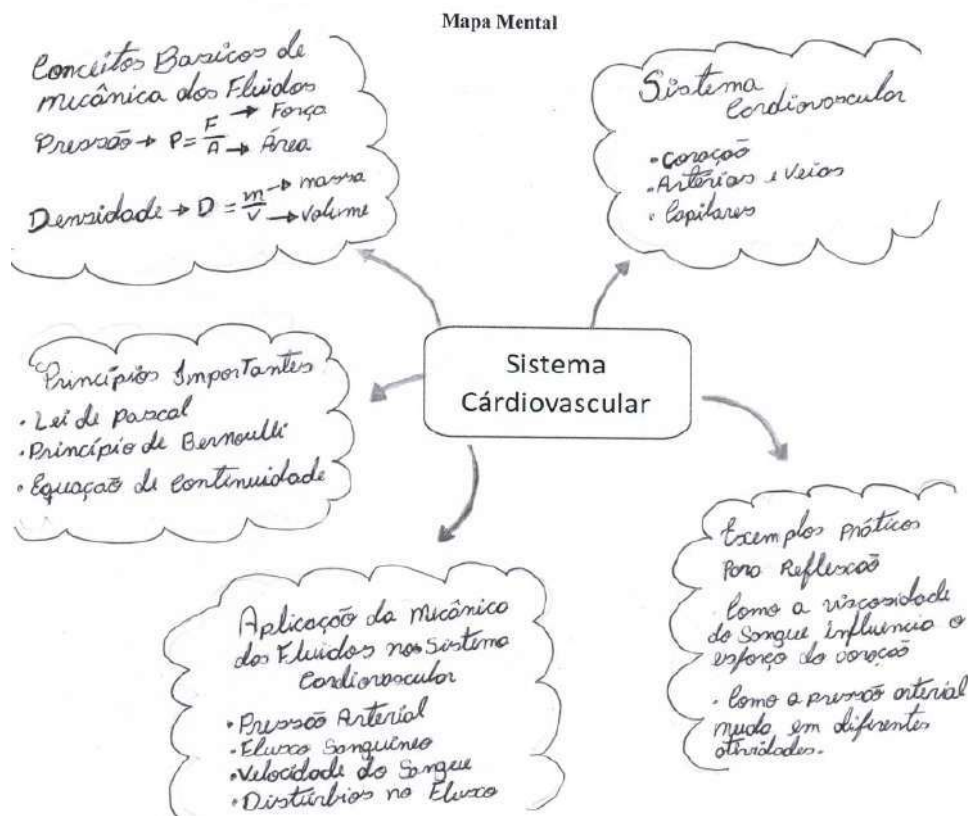 Mapa Mental
Conceitos Basicos de
mecânica dos Fluidos
Pressão → P = F/A → Força
→ Área
Densidade → D = m/v → massa
→ Volume
Sistema
Cardiovascular
• Coração
• Artérias e Veias
• Capilares
Sistema
Cárdiovascular
Princípios Importantes
• Lei de Pascal
• Princípio de Bernoulli
• Equação de Continuidade
Aplicação da Mecânica
dos Fluidos nos Sistema
Cardiovascular
• Pressão Arterial
• Fluxo Sanguíneo
• Velocidade do Sangue
• Distúrbios no Fluxo
Exemplos Práticos
Para Reflexão
. Como a viscosidade
do Sangue influencia o
esforço do coração
. Como a pressão arterial
muda em diferentes
atividades.